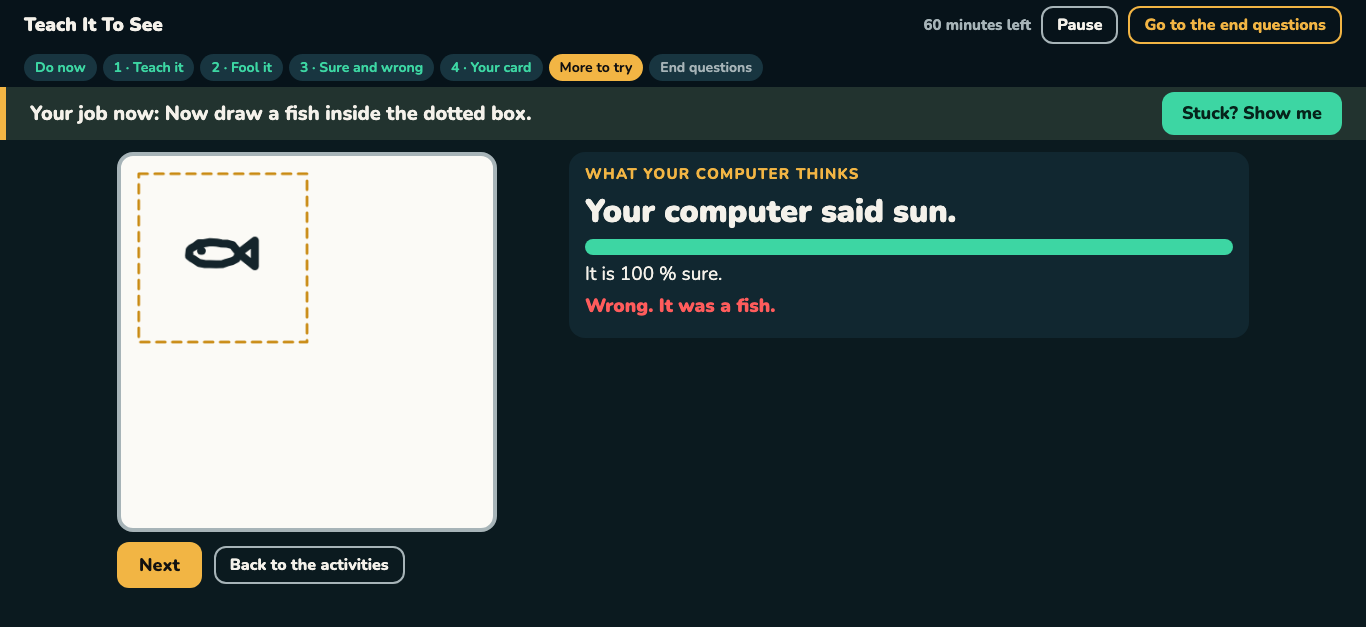 Teach It To See
60 minutes left
Pause
Go to the end questions
Do now
1 · Teach it
2 · Fool it
3 · Sure and wrong
4 · Your card
More to try
End questions
Your job now: Now draw a fish inside the dotted box.
Stuck? Show me
WHAT YOUR COMPUTER THINKS
Your computer said sun.
It is 100 % sure.
Wrong. It was a fish.
Next
Back to the activities